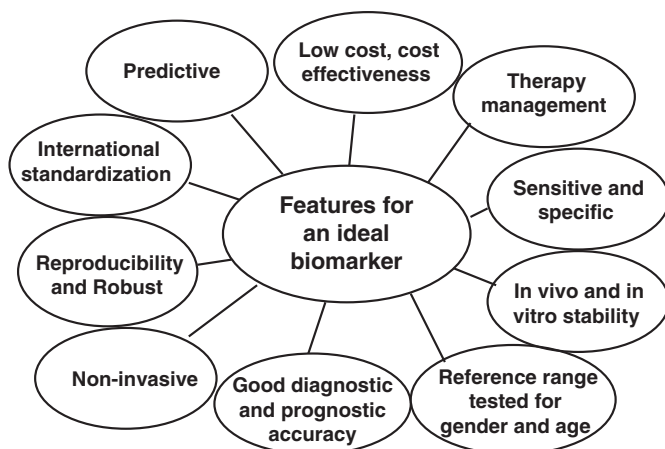 Low cost, cost
effectiveness
Predictive
Therapy
management
International
standardization
Sensitive and
specific
Features for
an ideal
biomarker
Reproducibility
and Robust
In vivo and in
vitro stability
Non-invasive
Good diagnostic
and prognostic
accuracy
Reference range
tested for
gender and age